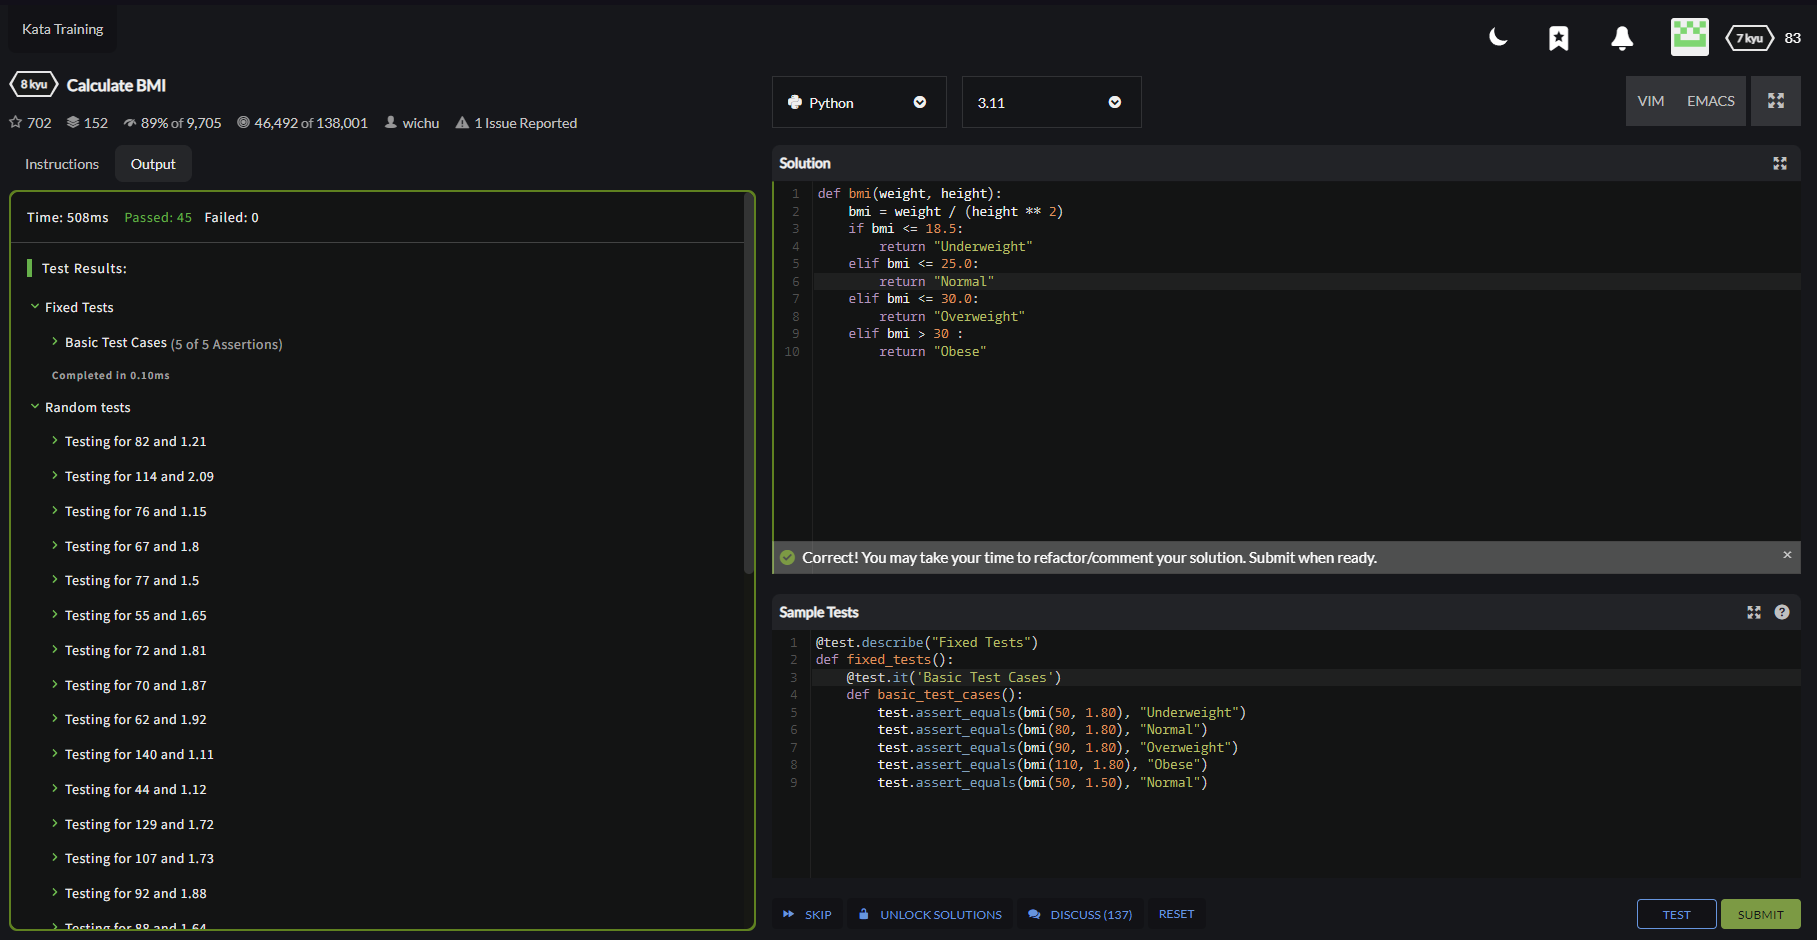 Kata Training
7 kyu 83
8 kyu Calculate BMI
702 152 89% of 9,705 46,492 of 138,001 wichu 1 Issue Reported
Instructions Output
Time: 508ms Passed: 45 Failed: 0
Test Results:
Fixed Tests
Basic Test Cases (5 of 5 Assertions)
Completed in 0.10ms
Random tests
Testing for 82 and 1.21
Testing for 114 and 2.09
Testing for 76 and 1.15
Testing for 67 and 1.8
Testing for 77 and 1.5
Testing for 55 and 1.65
Testing for 72 and 1.81
Testing for 70 and 1.87
Testing for 62 and 1.92
Testing for 140 and 1.11
Testing for 44 and 1.12
Testing for 129 and 1.72
Testing for 107 and 1.73
Testing for 92 and 1.88
Testing for 88 and 1.64
Python 3.11 VIM EMACS
Solution
1 def bmi(weight, height):
2     bmi = weight / (height ** 2)
3     if bmi <= 18.5:
4         return "Underweight"
5     elif bmi <= 25.0:
6         return "Normal"
7     elif bmi <= 30.0:
8         return "Overweight"
9     elif bmi > 30 :
10         return "Obese"
Correct! You may take your time to refactor/comment your solution. Submit when ready. ×
Sample Tests ?
1 @test.describe("Fixed Tests")
2 def fixed_tests():
3     @test.it('Basic Test Cases')
4     def basic_test_cases():
5         test.assert_equals(bmi(50, 1.80), "Underweight")
6         test.assert_equals(bmi(80, 1.80), "Normal")
7         test.assert_equals(bmi(90, 1.80), "Overweight")
8         test.assert_equals(bmi(110, 1.80), "Obese")
9         test.assert_equals(bmi(50, 1.50), "Normal")
SKIP UNLOCK SOLUTIONS DISCUSS (137) RESET TEST SUBMIT